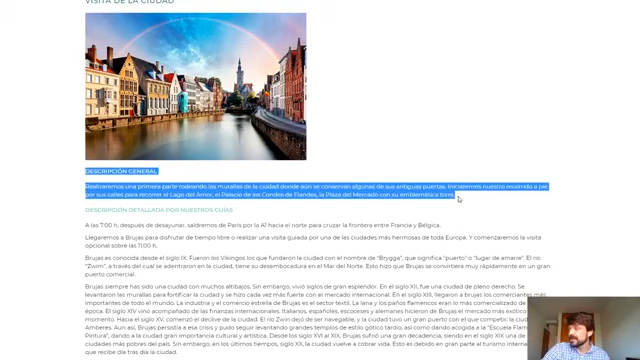 VISITA DE LA CIUDAD
DESCRIPCIÓN GENERAL
Realizaremos una primera parte rodeando las murallas de la ciudad donde aún se conservan algunas de sus antiguas puertas. Iniciaremos nuestro recorrido a pie
por sus calles para recorrer el Lago del Amor, el Palacio de los Condes de Flandes, la Plaza del Mercado con su emblemática torre.
DESCRIPCIÓN DETALLADA POR NUESTROS GUÍAS
A las 7:00 h, después de desayunar, saldremos de París por la A1 hacia el norte para cruzar la frontera entre Francia y Bélgica.
Llegaremos a Brujas para disfrutar de tiempo libre o realizar una visita guiada por una de las ciudades más hermosas de toda Europa. Y comenzaremos la visita
opcional sobre las 11,00 h.
Brujas es conocida desde el siglo IX. Fueron los Vikingos los que fundaron la ciudad con el nombre de "Brygga", que significa "puerto" o "lugar de amarre". El río
"Zwim", a través del cual se adentraron en la ciudad, tiene su desembocadura en el Mar del Norte. Esto hizo que Brujas se convirtiera muy rápidamente en un gran
puerto comercial.
Brujas siempre ha sido una ciudad con muchos altibajos. Sin embargo, vivió siglos de gran esplendor. En el siglo XII, fue una ciudad de pleno derecho. Se
levantaron las murallas para fortificar la ciudad y se hizo cada vez más fuerte con el mercado internacional. En el siglo XIII, llegaron a brujas los comerciantes más
importantes de todo el mundo. La industria y el comercio estrella de Brujas es el sector textil. La lana y los paños flamencos eran lo más comercializado de
época. El siglo XIV vino acompañado de las finanzas internacionales. Italianos, españoles, escoceses y alemanes hicieron de Brujas el mercado más exótico
momento. Hacia el siglo XV, comenzó el declive de la ciudad. El río Zwin dejó de ser navegable, y la ciudad tuvo un gran puerto con el que competir: la ciudad
Amberes. Aun así, Brujas persistía a esa crisis y pudo seguir levantando grandes templos de estilo gótico tardío, así como dando acogida a la "Escuela Flam
Pintura", dando a la ciudad gran importancia cultural y artística. Desde los siglos XVI al XIX, Brujas sufrió una gran decadencia, siendo en el siglo XIX una de
ciudades más pobres del país. Sin embargo, en los últimos tiempos, siglo XX, la ciudad vuelve a cobrar vida. Esto es debido en gran parte al turismo interna
que recibe día tras día la ciudad.